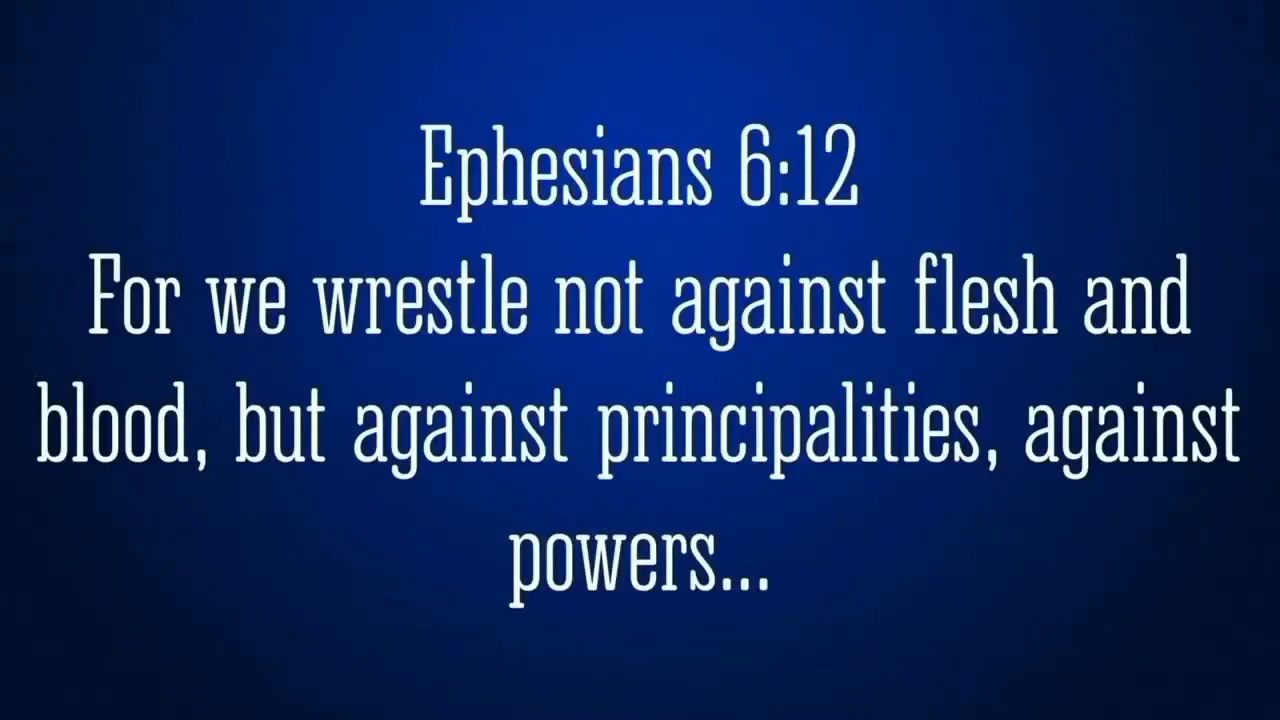 Ephesians 6:12
For we wrestle not against flesh and
blood, but against principalities, against
powers...